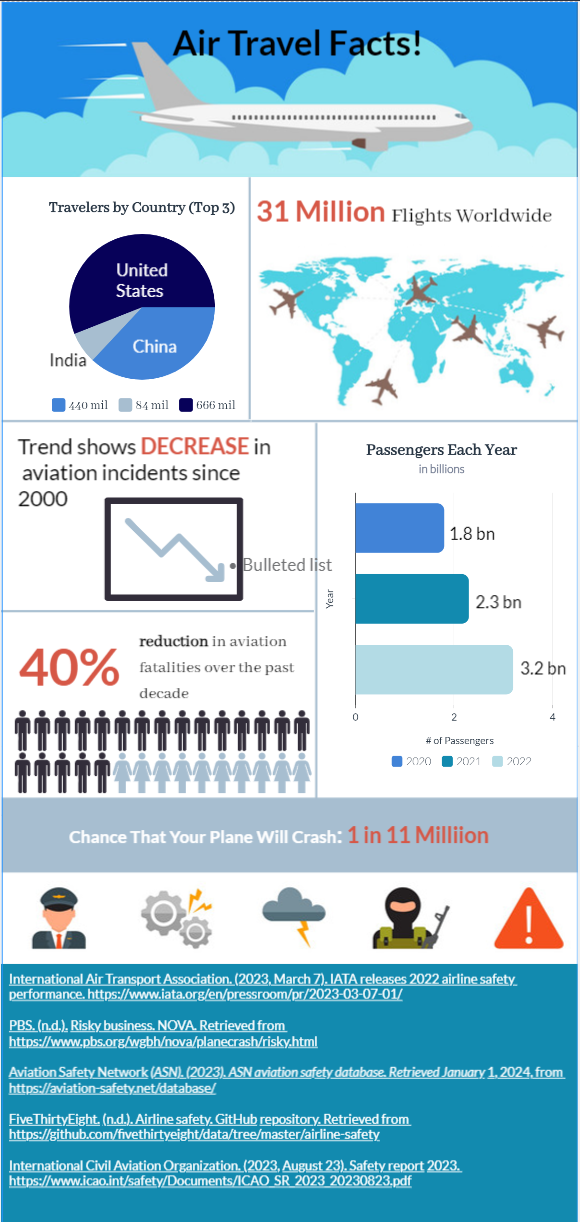 Air Travel Facts!
Travelers by Country (Top 3)
United
States
India
China
440 mil 84 mil 666 mil
31 Million Flights Worldwide
Trend shows DECREASE in
aviation incidents since
2000
• Bulleted list
40%
reduction in aviation
fatalities over the past
decade
Passengers Each Year
in billions
Year
1.8 bn
2.3 bn
3.2 bn
0 2 4
# of Passengers
2020 2021 2022
Chance That Your Plane Will Crash: 1 in 11 Milliion
International Air Transport Association. (2023, March 7). IATA releases 2022 airline safety
performance. https://www.iata.org/en/pressroom/pr/2023-03-07-01/
PBS. (n.d.). Risky business. NOVA. Retrieved from
https://www.pbs.org/wgbh/nova/planecrash/risky.html
Aviation Safety Network (ASN). (2023). ASN aviation safety database. Retrieved January 1, 2024, from
https://aviation-safety.net/database/
FiveThirtyEight. (n.d.). Airline safety. GitHub repository. Retrieved from
https://github.com/fivethirtyeight/data/tree/master/airline-safety
International Civil Aviation Organization. (2023, August 23). Safety report 2023.
https://www.icao.int/safety/Documents/ICAO_SR_2023_20230823.pdf